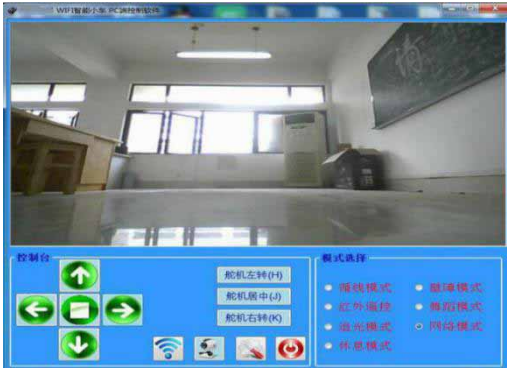 WIFI智能小车 PC端控制软件
控制台
模式选择
舵机左转(H)
舵机居中(J)
舵机右转(K)
循线模式
避障模式
红外遥控
舞蹈模式
追光模式
网络模式
休息模式